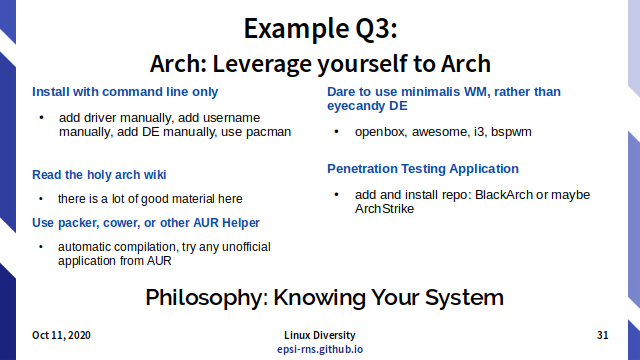 Example Q3:
Arch: Leverage yourself to Arch
Install with command line only
• add driver manually, add username
manually, add DE manually, use pacman
Read the holy arch wiki
• there is a lot of good material here
Use packer, cower, or other AUR Helper
• automatic compilation, try any unofficial
application from AUR
Dare to use minimalis WM, rather than
eyecandy DE
• openbox, awesome, i3, bspwm
Penetration Testing Application
• add and install repo: BlackArch or maybe
ArchStrike
Philosophy: Knowing Your System
Oct 11, 2020
Linux Diversity
epsi-rns.github.io
31